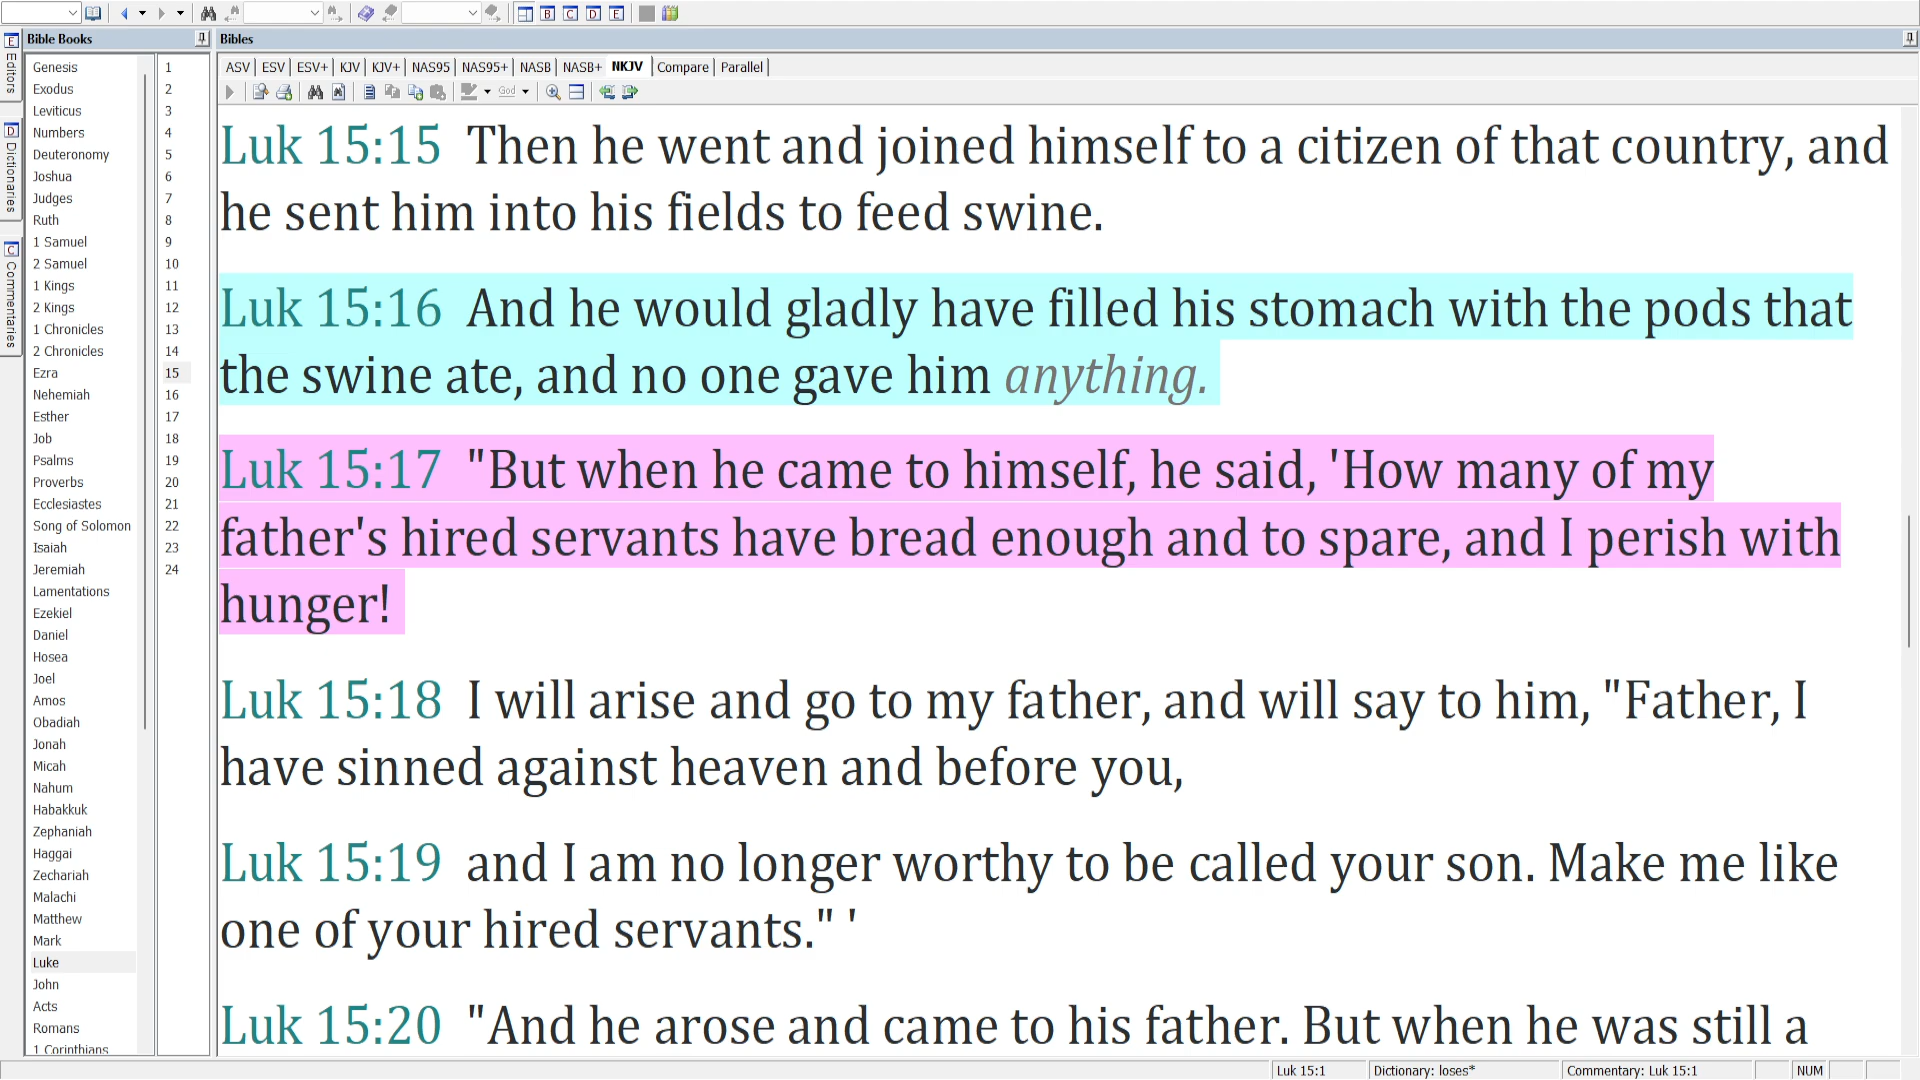 Bible Books
Bibles
E Editors
D Dictionaries
C Commentaries
B C D E
ASV ESV ESV+ KJV KJV+ NAS95 NAS95+ NASB NASB+ NKJV Compare Parallel
God
Genesis 1
Exodus 2
Leviticus 3
Numbers 4
Deuteronomy 5
Joshua 6
Judges 7
Ruth 8
1 Samuel 9
2 Samuel 10
1 Kings 11
2 Kings 12
1 Chronicles 13
2 Chronicles 14
Ezra 15
Nehemiah 16
Esther 17
Job 18
Psalms 19
Proverbs 20
Ecclesiastes 21
Song of Solomon 22
Isaiah 23
Jeremiah 24
Lamentations
Ezekiel
Daniel
Hosea
Joel
Amos
Obadiah
Jonah
Micah
Nahum
Habakkuk
Zephaniah
Haggai
Zechariah
Malachi
Matthew
Mark
Luke
John
Acts
Romans
1 Corinthians
Luk 15:15 Then he went and joined himself to a citizen of that country, and
he sent him into his fields to feed swine.
Luk 15:16 And he would gladly have filled his stomach with the pods that
the swine ate, and no one gave him anything.
Luk 15:17 "But when he came to himself, he said, 'How many of my
father's hired servants have bread enough and to spare, and I perish with
hunger!
Luk 15:18 I will arise and go to my father, and will say to him, "Father, I
have sinned against heaven and before you,
Luk 15:19 and I am no longer worthy to be called your son. Make me like
one of your hired servants." '
Luk 15:20 "And he arose and came to his father. But when he was still a
Luk 15:1 Dictionary: loses* Commentary: Luk 15:1 NUM